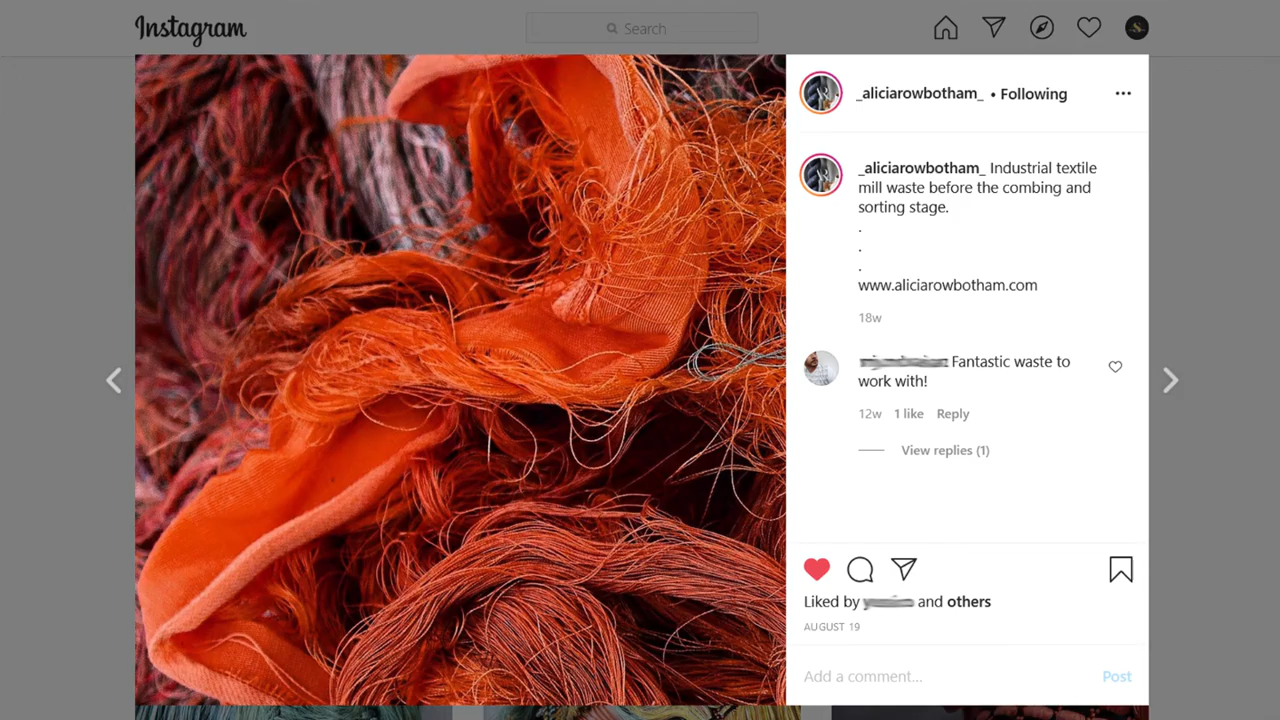 Instagram
Search
_aliciarowbotham_ • Following
_aliciarowbotham_ Industrial textile
mill waste before the combing and
sorting stage.
.
.
.
www.aliciarowbotham.com
18w
Fantastic waste to
work with!
12w 1 like Reply
View replies (1)
Liked by and others
AUGUST 19
Add a comment... Post